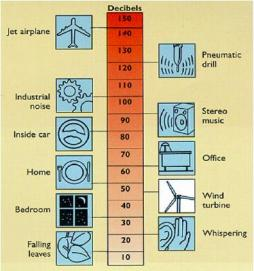 Decibels
150
140
130
120
110
100
90
80
70
60
50
40
30
20
10
Jet airplane
Pneumatic
drill
Industrial
noise
Stereo
music
Inside car
Office
Home
Wind
turbine
Bedroom
Whispering
Falling
leaves